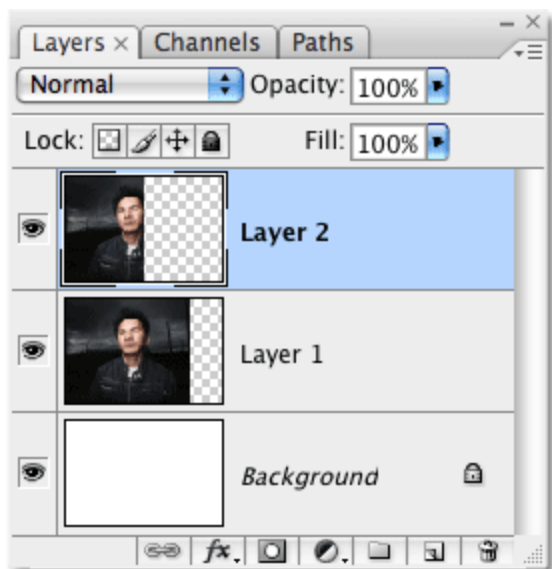 Layers × Channels Paths
Normal Opacity: 100%
Lock: Fill: 100%
Layer 2
Layer 1
Background
fx.